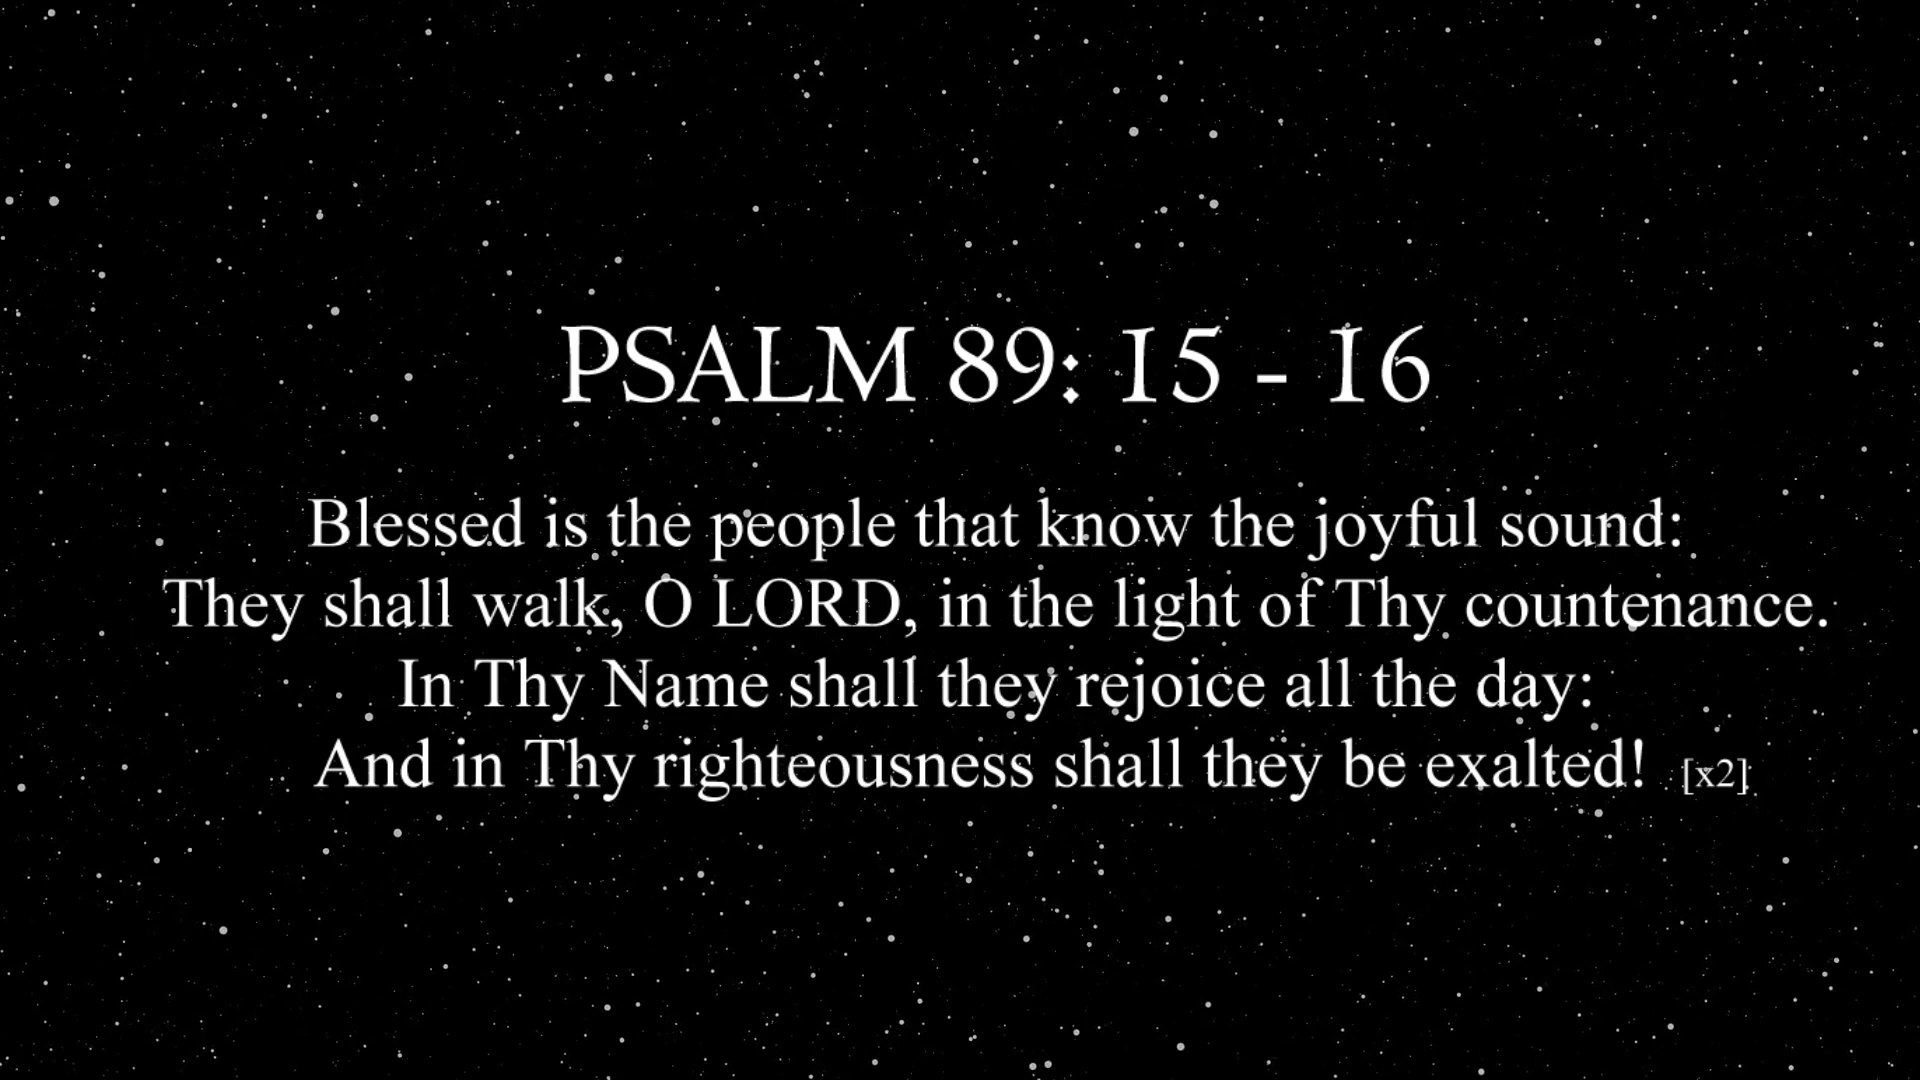 PSALM 89: 15 - 16
Blessed is the people that know the joyful sound:
They shall walk, O LORD, in the light of Thy countenance.
In Thy Name shall they rejoice all the day:
And in Thy righteousness shall they be exalted! [x2]